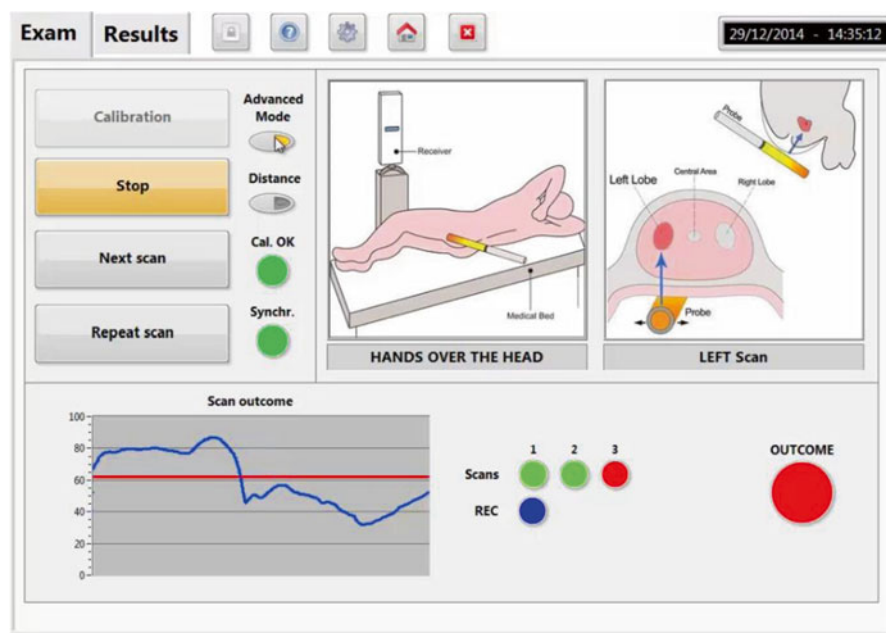 Exam
Results
29/12/2014 - 14:35:12
Calibration
Advanced
Mode
Stop
Distance
Next scan
Cal. OK
Repeat scan
Synchr.
Receiver
Medical Bed
HANDS OVER THE HEAD
Probe
Left Lobe
Central Area
Right Lobe
Probe
LEFT Scan
Scan outcome
100
80
60
40
20
0
1 2 3
Scans
REC
OUTCOME